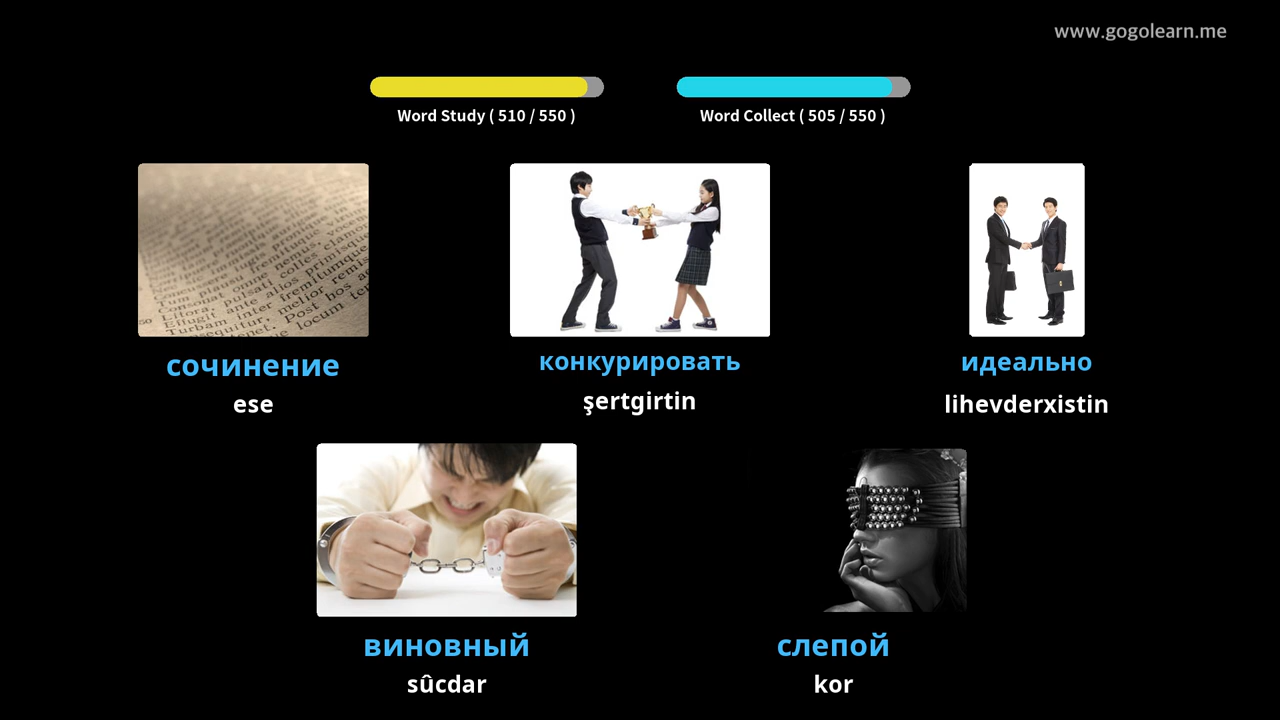 www.gogolearn.me
Word Study ( 510 / 550 )
Word Collect ( 505 / 550 )
сочинение
ese
конкурировать
şertgirtin
идеально
lihevderxistin
виновный
sûcdar
слепой
kor